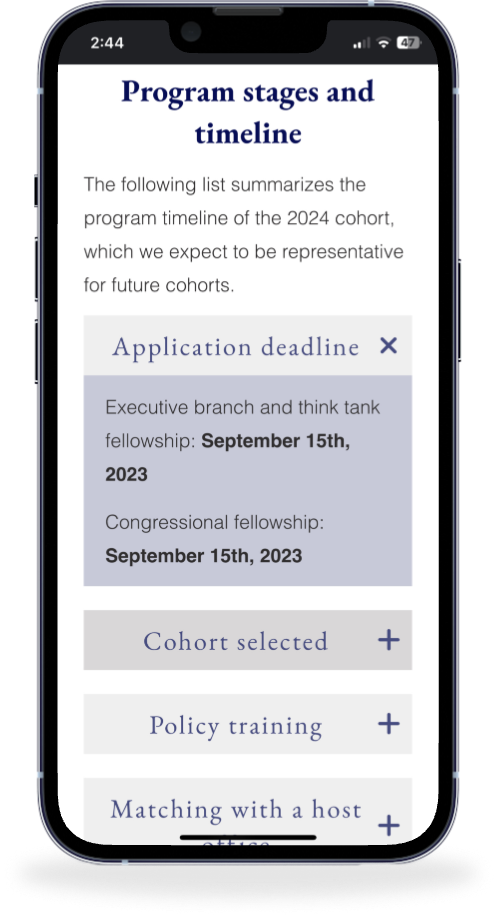 2:44
47
Program stages and
timeline
The following list summarizes the
program timeline of the 2024 cohort,
which we expect to be representative
for future cohorts.
Application deadline
Executive branch and think tank
fellowship: September 15th,
2023
Congressional fellowship:
September 15th, 2023
Cohort selected
Policy training
Matching with a host
office